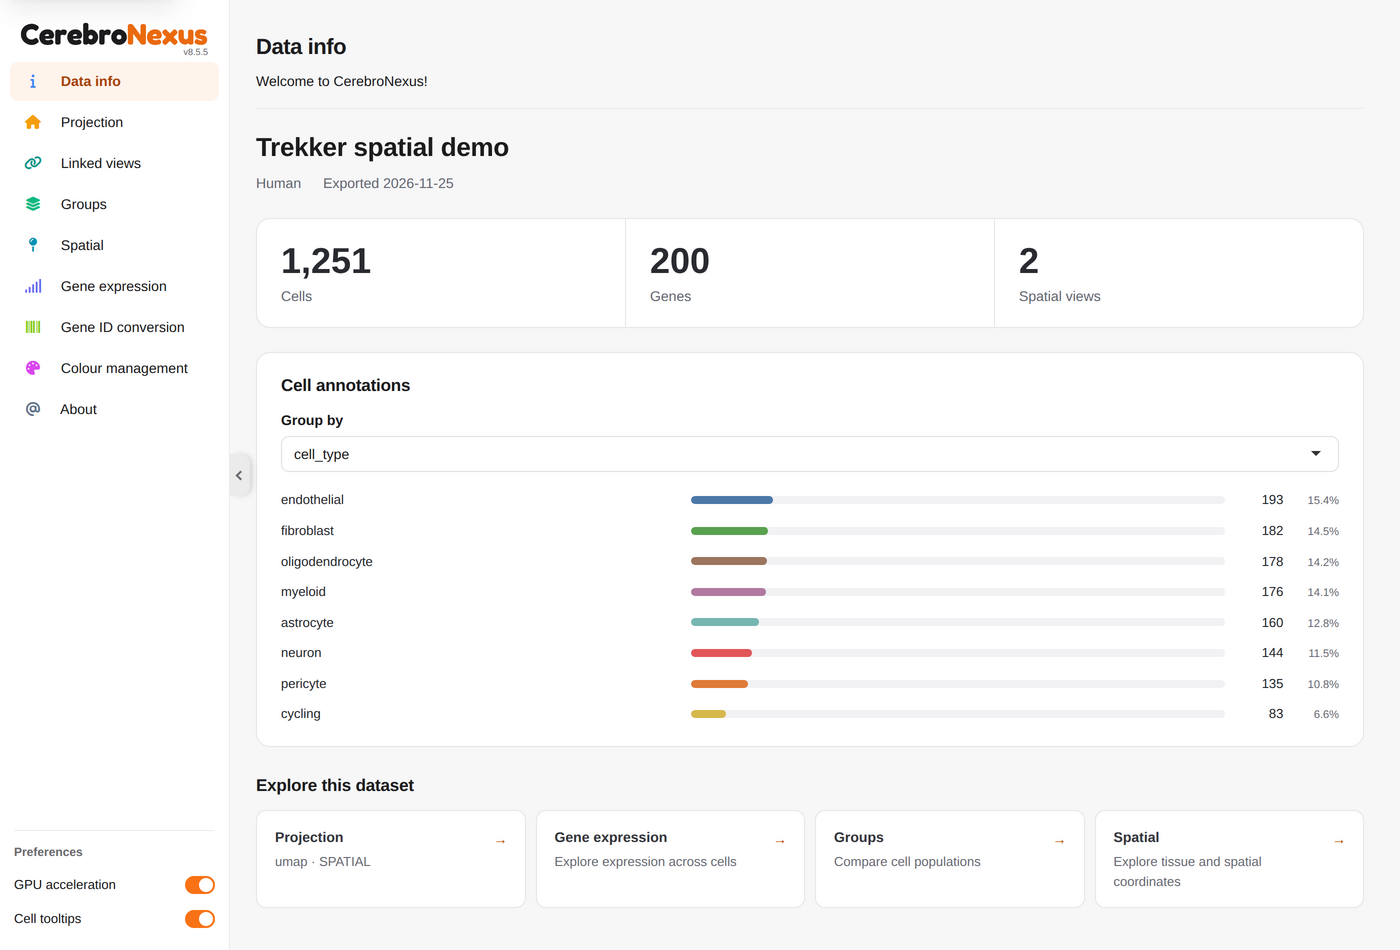 CerebroNexus
v8.5.5
Data info
Projection
Linked views
Groups
Spatial
Gene expression
Gene ID conversion
Colour management
About
Preferences
GPU acceleration
Cell tooltips
Data info
Welcome to CerebroNexus!
Trekker spatial demo
Human Exported 2026-11-25
1,251 200 2
Cells Genes Spatial views
Cell annotations
Group by
cell_type
endothelial 193 15.4%
fibroblast 182 14.5%
oligodendrocyte 178 14.2%
myeloid 176 14.1%
astrocyte 160 12.8%
neuron 144 11.5%
pericyte 135 10.8%
cycling 83 6.6%
Explore this dataset
Projection →
umap · SPATIAL
Gene expression →
Explore expression across cells
Groups →
Compare cell populations
Spatial →
Explore tissue and spatial
coordinates